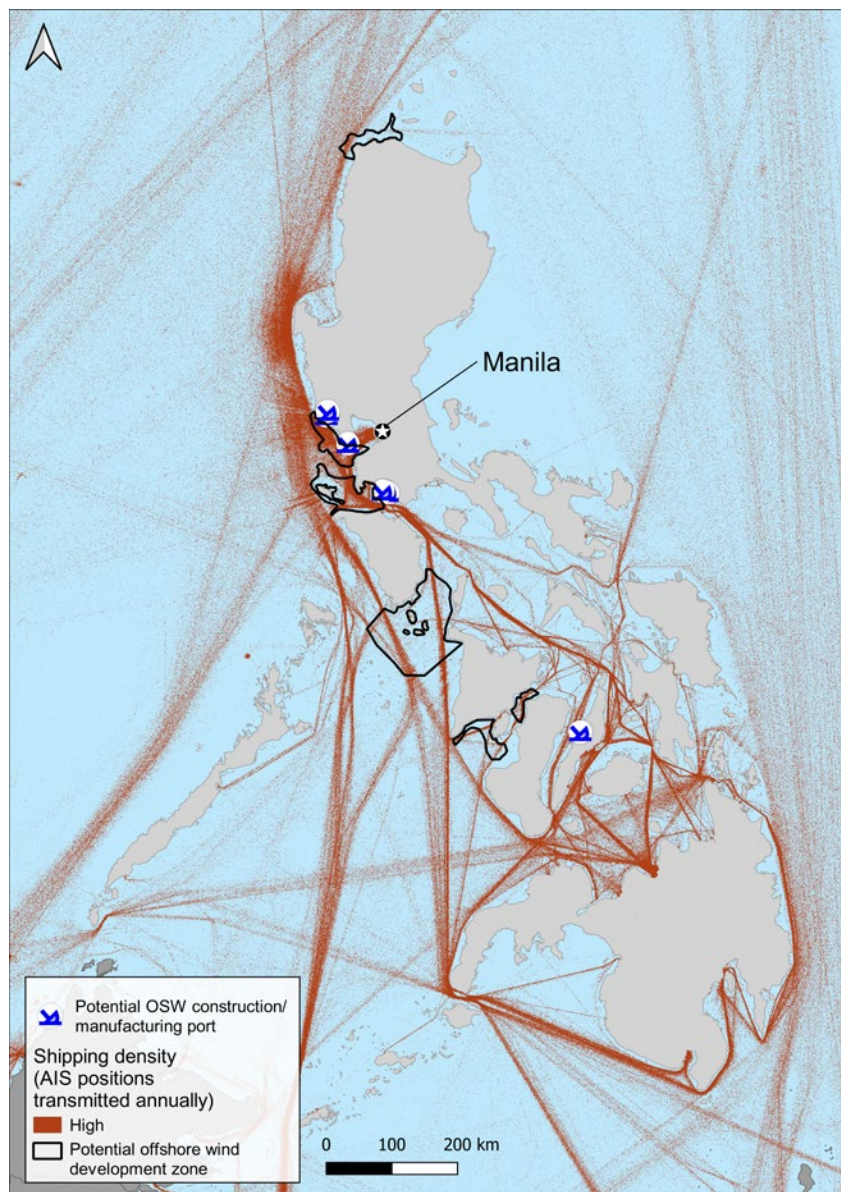 Manila
Potential OSW construction/
manufacturing port
Shipping density
(AIS positions
transmitted annually)
High
Potential offshore wind
development zone
0 100 200 km